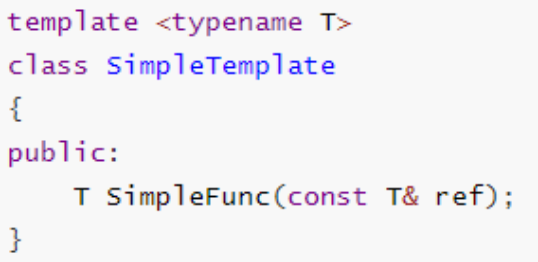 template <typename T>
class SimpleTemplate
{
public:
    T SimpleFunc(const T& ref);
}